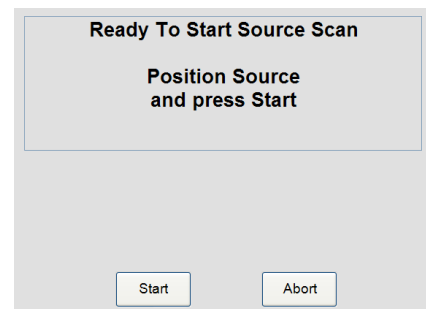 Ready To Start Source Scan
Position Source
and press Start
Start
Abort